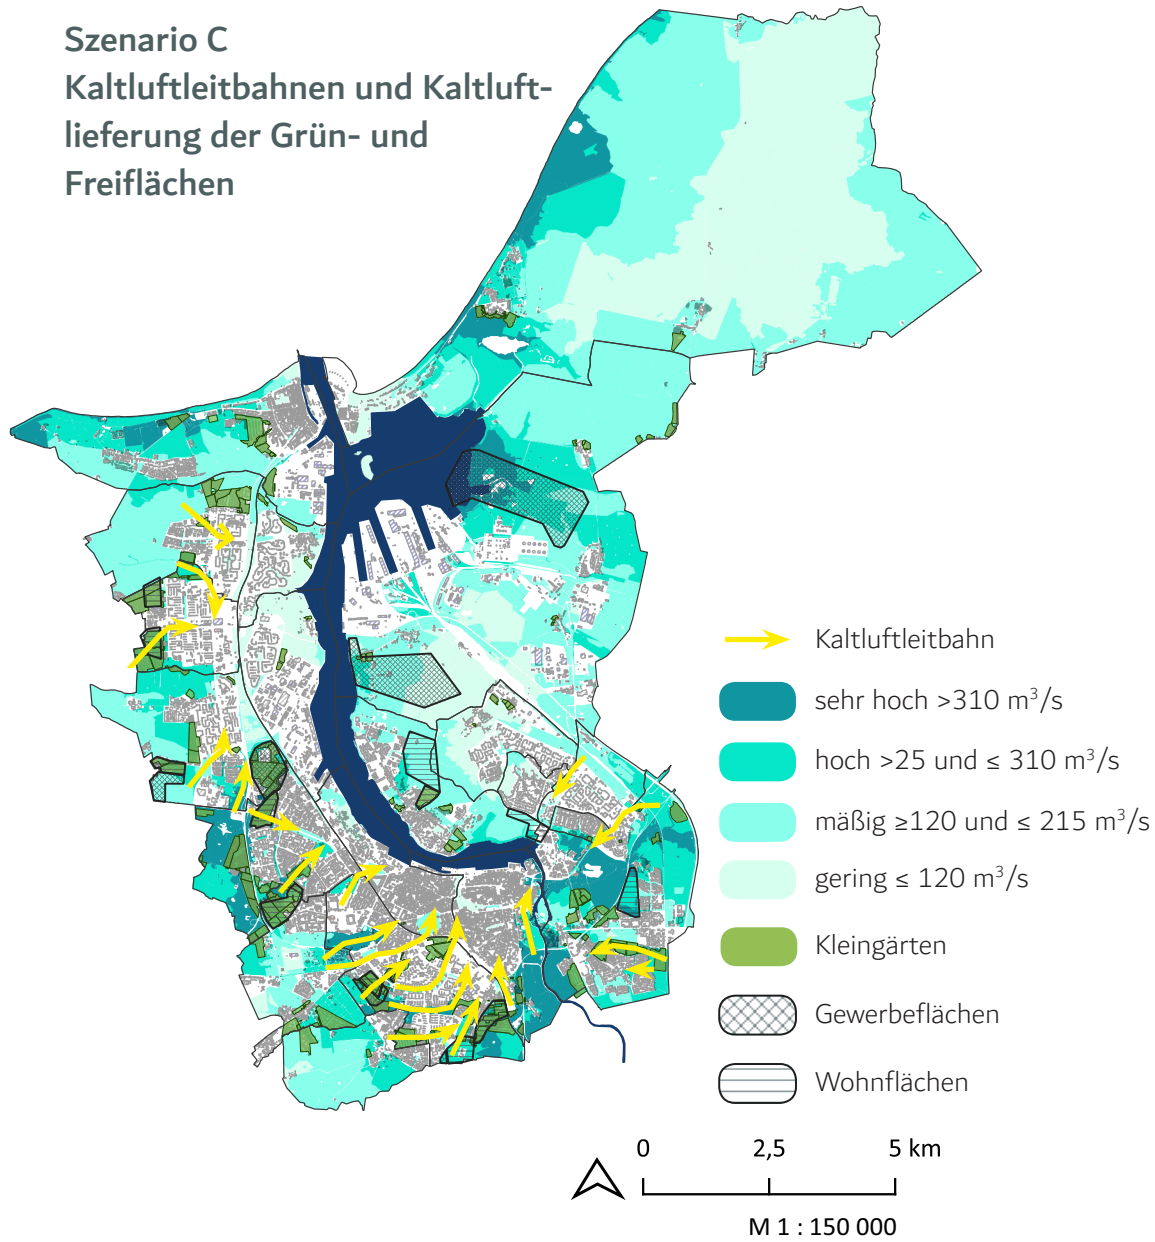 Szenario C
Kaltluftleitbahnen und Kaltluft-
lieferung der Grün- und
Freiflächen
Kaltluftleitbahn
sehr hoch >310 m³/s
hoch >25 und ≤ 310 m³/s
mäßig ≥120 und ≤ 215 m³/s
gering ≤ 120 m³/s
Kleingärten
Gewerbeflächen
Wohnflächen
0 2,5 5 km
M 1 : 150 000